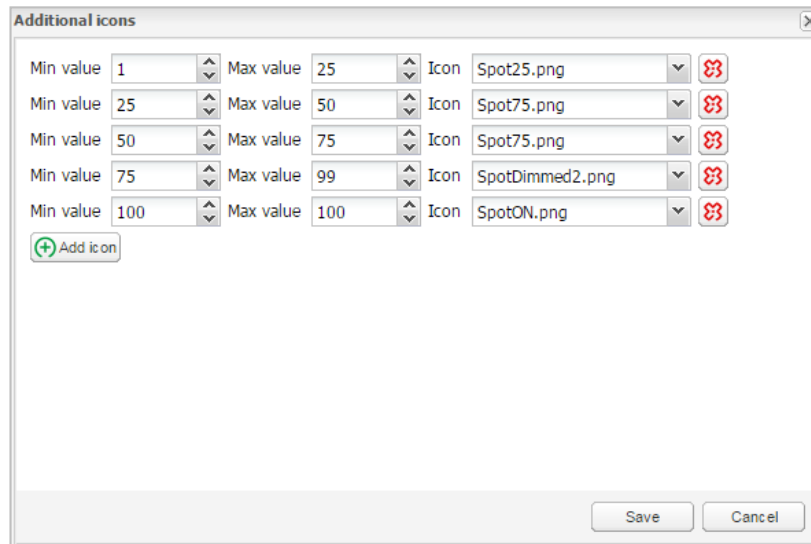 Additional icons
Min value 1 Max value 25 Icon Spot25.png
Min value 25 Max value 50 Icon Spot75.png
Min value 50 Max value 75 Icon Spot75.png
Min value 75 Max value 99 Icon SpotDimmed2.png
Min value 100 Max value 100 Icon SpotON.png
Add icon
Save Cancel